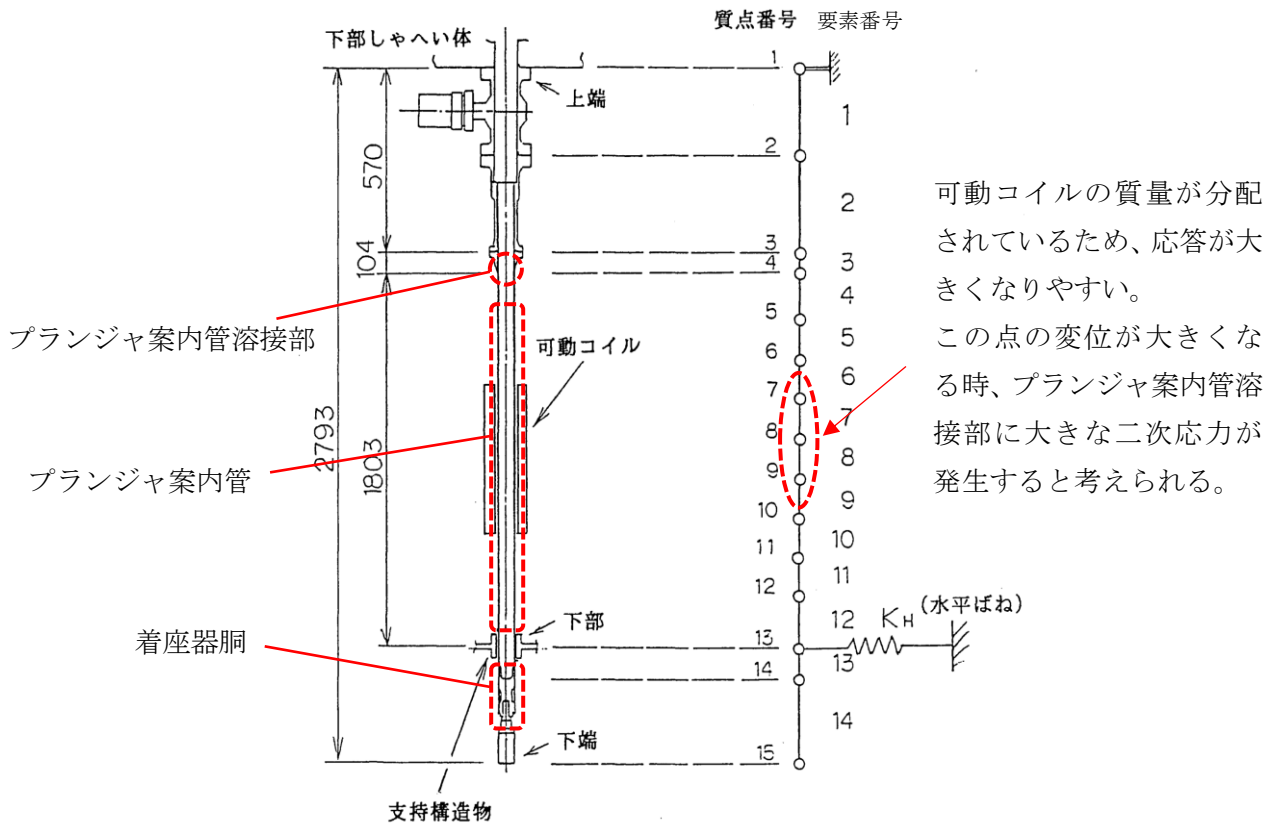 質点番号 要素番号
下部しゃへい体
上端
570
104
2793
1803
プランジャ案内管溶接部
可動コイル
プランジャ案内管
着座器胴
下部
下端
支持構造物
1
2
3
4
5
6
7
8
9
10
11
12
13
14
15
1
2
3
4
5
6
7
8
9
10
11
12
13
14
KH (水平ばね)
可動コイルの質量が分配
されているため、応答が大
きくなりやすい。
この点の変位が大きくな
る時、プランジャ案内管溶
接部に大きな二次応力が
発生すると考えられる。